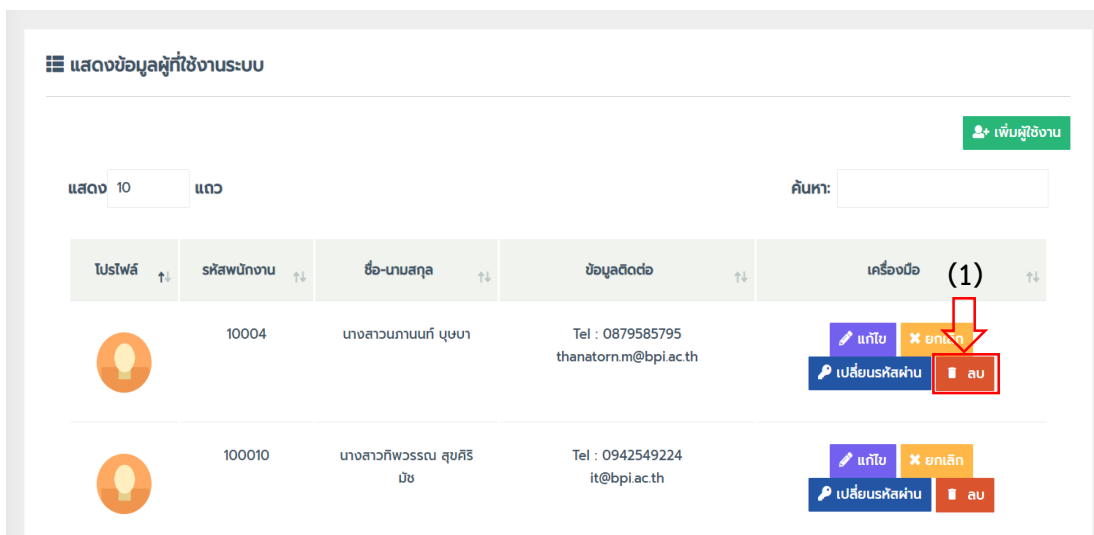 แสดงข้อมูลผู้ที่ใช้งานระบบ
เพิ่มผู้ใช้งาน
แสดง 10 แถว ค้นหา:
โปรไฟล์ รหัสพนักงาน ชื่อ-นามสกุล ข้อมูลติดต่อ เครื่องมือ (1)
10004 นางสาวนภานนท์ บุษบา Tel : 0879585795 แก้ไข ยกเลิก
thanatorn.m@bpi.ac.th เปลี่ยนรหัสผ่าน ลบ
100010 นางสาวทิพวรรณ สุขศิริ Tel : 0942549224 แก้ไข ยกเลิก
มัช it@bpi.ac.th เปลี่ยนรหัสผ่าน ลบ